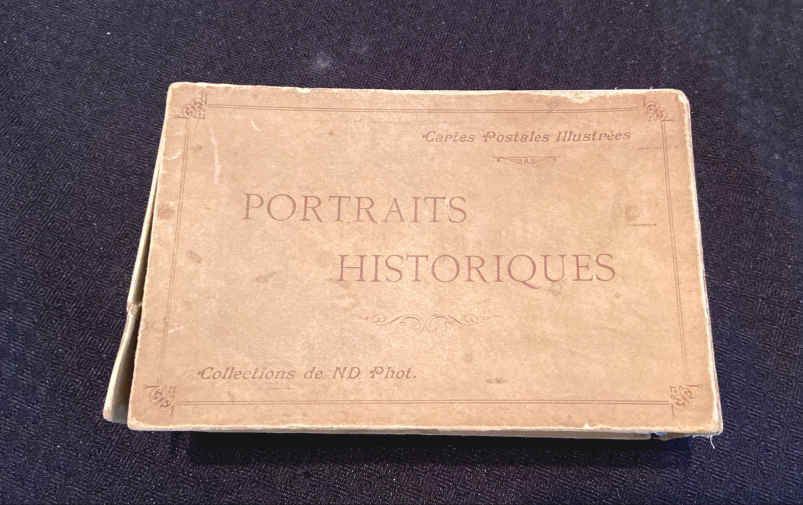 Cartes Postales Illustrées
PORTRAITS
HISTORIQUES
Collections de ND Phot.